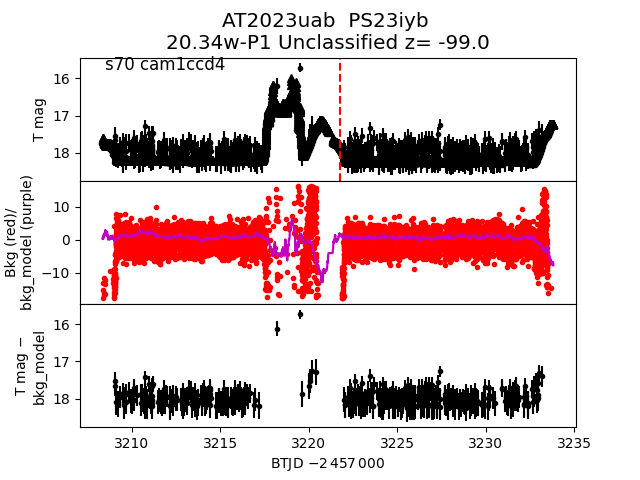 AT2023uab  PS23iyb
20.34w-P1 Unclassified z= -99.0
s70 cam1ccd4
T mag
16
17
18
Bkg (red)/
bkg_model (purple)
10
0
−10
T mag −
bkg_model
16
17
18
3210 3215 3220 3225 3230 3235
BTJD −2 457 000